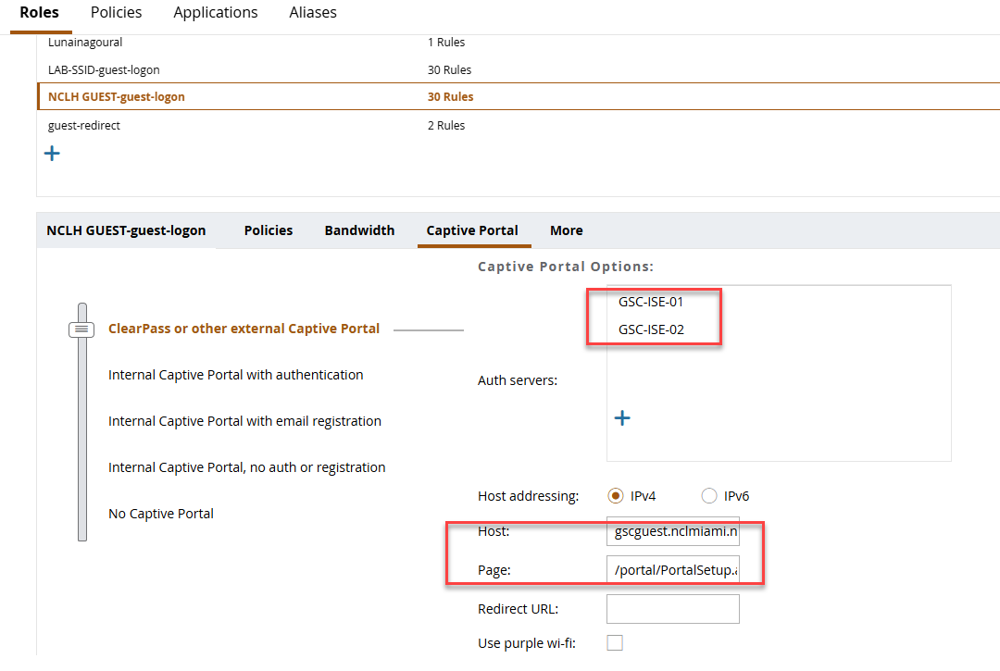 Roles Policies Applications Aliases
Lunainagoural 1 Rules
LAB-SSID-guest-logon 30 Rules
NCLH GUEST-guest-logon 30 Rules
guest-redirect 2 Rules
+
NCLH GUEST-guest-logon Policies Bandwidth Captive Portal More
Captive Portal Options:
ClearPass or other external Captive Portal
Internal Captive Portal with authentication
Internal Captive Portal with email registration
Internal Captive Portal, no auth or registration
No Captive Portal
GSC-ISE-01
GSC-ISE-02
Auth servers:
+
Host addressing: IPv4 IPv6
Host: gscguest.nclmiami.n
Page: /portal/PortalSetup.a
Redirect URL:
Use purple wi-fi: